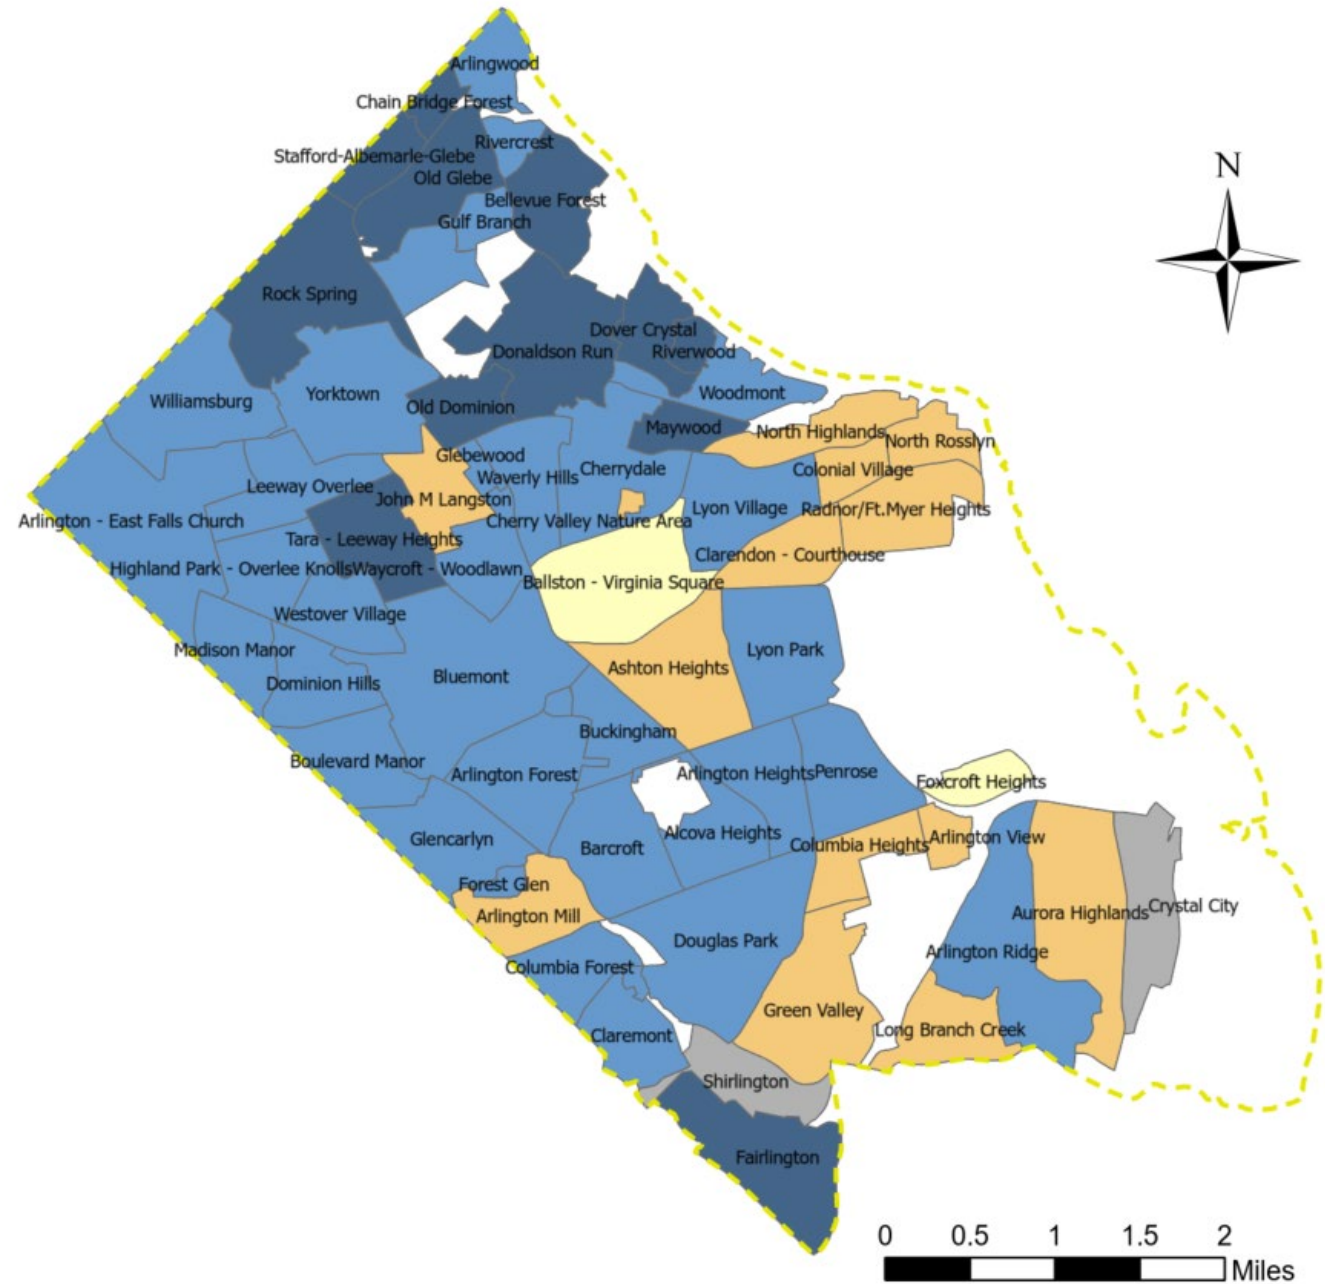 Arlingwood
Chain Bridge Forest
Rivercrest
Stafford-Albemarle-Glebe
Old Glebe
Bellevue Forest
Gulf Branch
N
Rock Spring
Dover Crystal
Donaldson Run
Riverwood
Williamsburg
Yorktown
Woodmont
Old Dominion
Maywood
North Highlands
North Rosslyn
Glebewood
Waverly Hills
Cherrydale
Colonial Village
Leeway Overlee
John M Langston
Lyon Village
Radnor/Ft.Myer Heights
Arlington - East Falls Church
Cherry Valley Nature Area
Tara - Leeway Heights
Clarendon - Courthouse
Highland Park - Overlee Knolls
Waycroft - Woodlawn
Ballston - Virginia Square
Westover Village
Madison Manor
Lyon Park
Ashton Heights
Dominion Hills
Bluemont
Buckingham
Boulevard Manor
Arlington Forest
Arlington Heights
Penrose
Foxcroft Heights
Glencarlyn
Barcroft
Alcova Heights
Columbia Heights
Arlington View
Forest Glen
Arlington Mill
Crystal City
Aurora Highlands
Douglas Park
Arlington Ridge
Columbia Forest
Green Valley
Long Branch Creek
Claremont
Shirlington
Fairlington
0 0.5 1 1.5 2
Miles